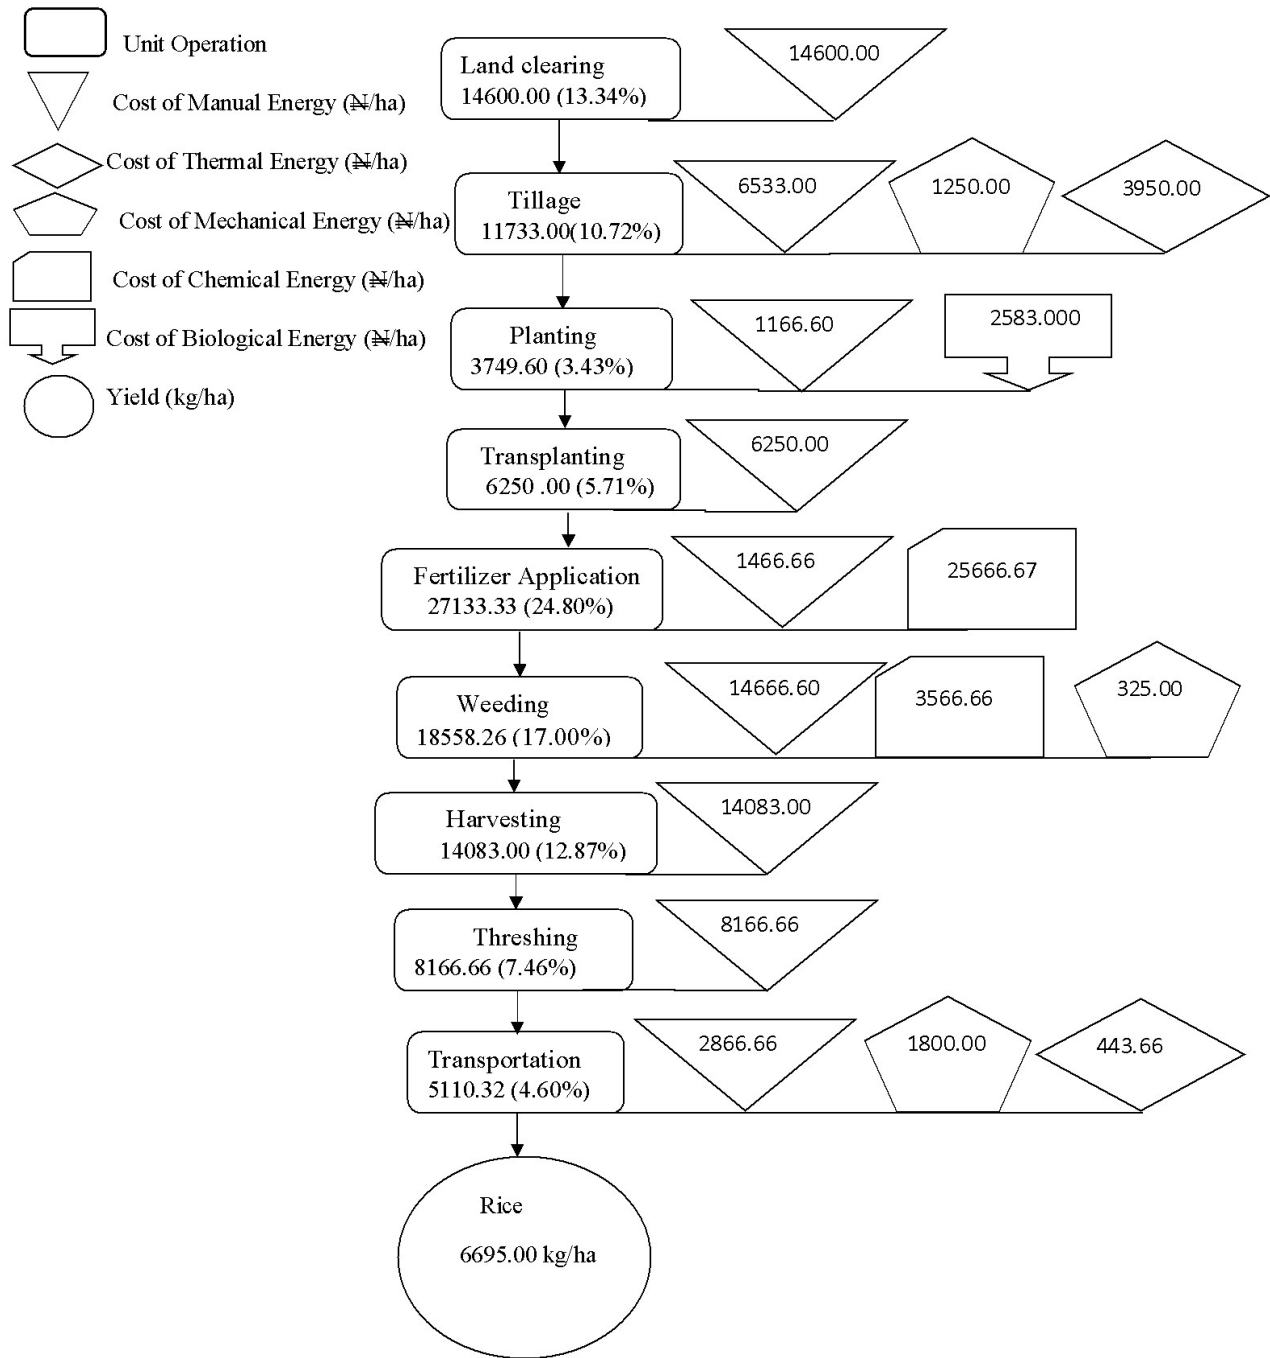 Unit Operation
Cost of Manual Energy (₦/ha)
Cost of Thermal Energy (₦/ha)
Cost of Mechanical Energy (₦/ha)
Cost of Chemical Energy (₦/ha)
Cost of Biological Energy (₦/ha)
Yield (kg/ha)
Land clearing
14600.00 (13.34%)
14600.00
Tillage
11733.00(10.72%)
6533.00
1250.00
3950.00
Planting
3749.60 (3.43%)
1166.60
2583.000
Transplanting
6250 .00 (5.71%)
6250.00
Fertilizer Application
27133.33 (24.80%)
1466.66
25666.67
Weeding
18558.26 (17.00%)
14666.60
3566.66
325.00
Harvesting
14083.00 (12.87%)
14083.00
Threshing
8166.66 (7.46%)
8166.66
Transportation
5110.32 (4.60%)
2866.66
1800.00
443.66
Rice
6695.00 kg/ha